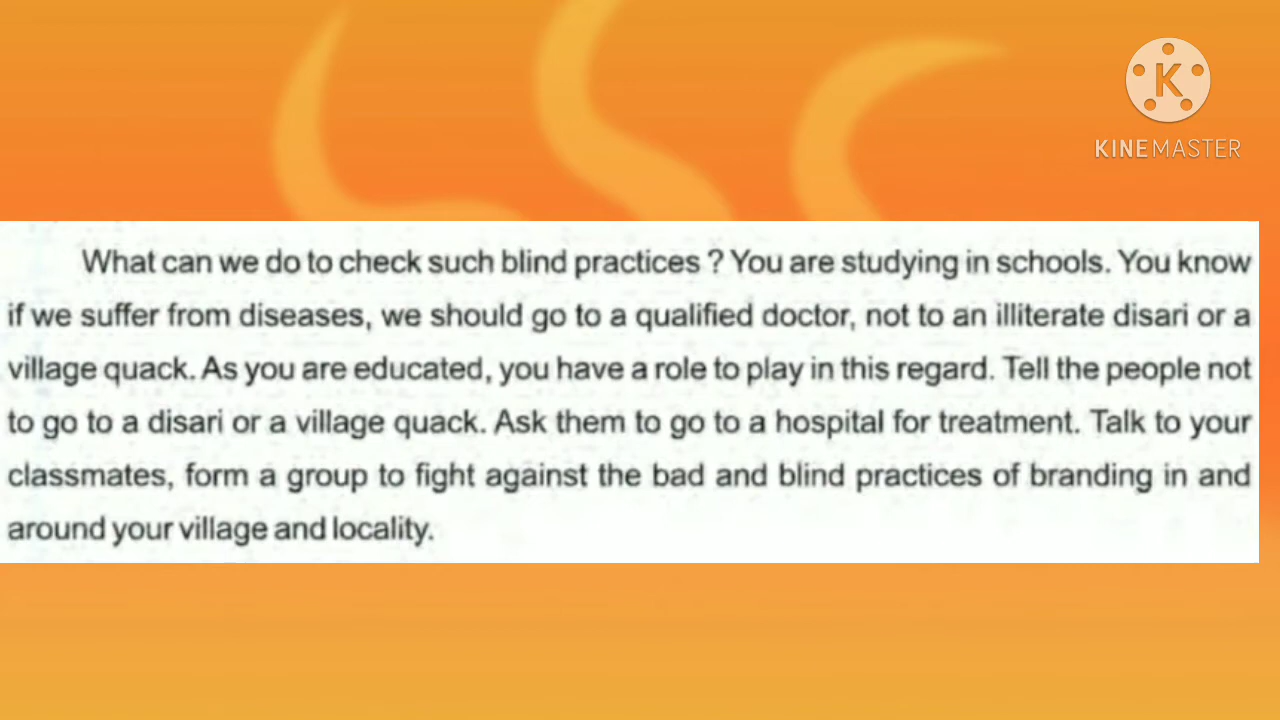 K
KINEMASTER
What can we do to check such blind practices ? You are studying in schools. You know
if we suffer from diseases, we should go to a qualified doctor, not to an illiterate disari or a
village quack. As you are educated, you have a role to play in this regard. Tell the people not
to go to a disari or a village quack. Ask them to go to a hospital for treatment. Talk to your
classmates, form a group to fight against the bad and blind practices of branding in and
around your village and locality.